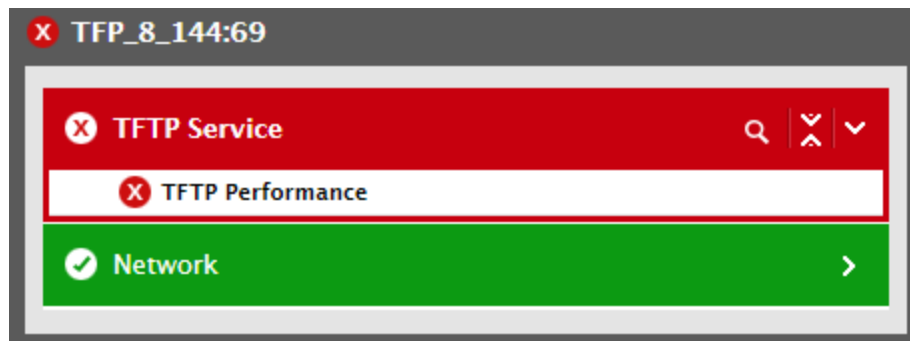 TFP_8_144:69
TFTP Service
TFTP Performance
Network